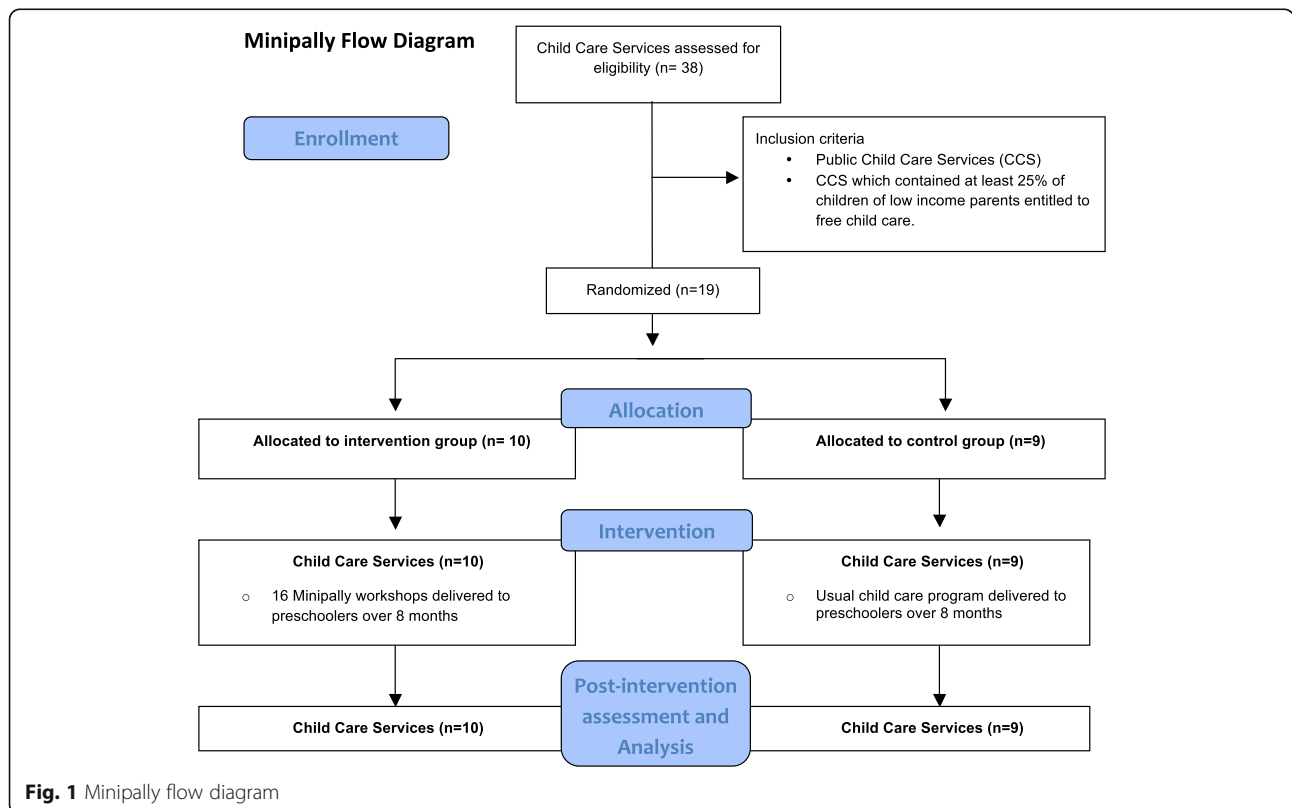 Minipally Flow Diagram
Child Care Services assessed for
eligibility (n= 38)
Enrollment
Inclusion criteria
• Public Child Care Services (CCS)
• CCS which contained at least 25% of
children of low income parents entitled to
free child care.
Randomized (n=19)
Allocation
Allocated to intervention group (n= 10)
Allocated to control group (n=9)
Intervention
Child Care Services (n=10)
o 16 Minipally workshops delivered to
preschoolers over 8 months
Child Care Services (n=9)
o Usual child care program delivered to
preschoolers over 8 months
Post-intervention
assessment and
Analysis
Child Care Services (n=10)
Child Care Services (n=9)
Fig. 1 Minipally flow diagram